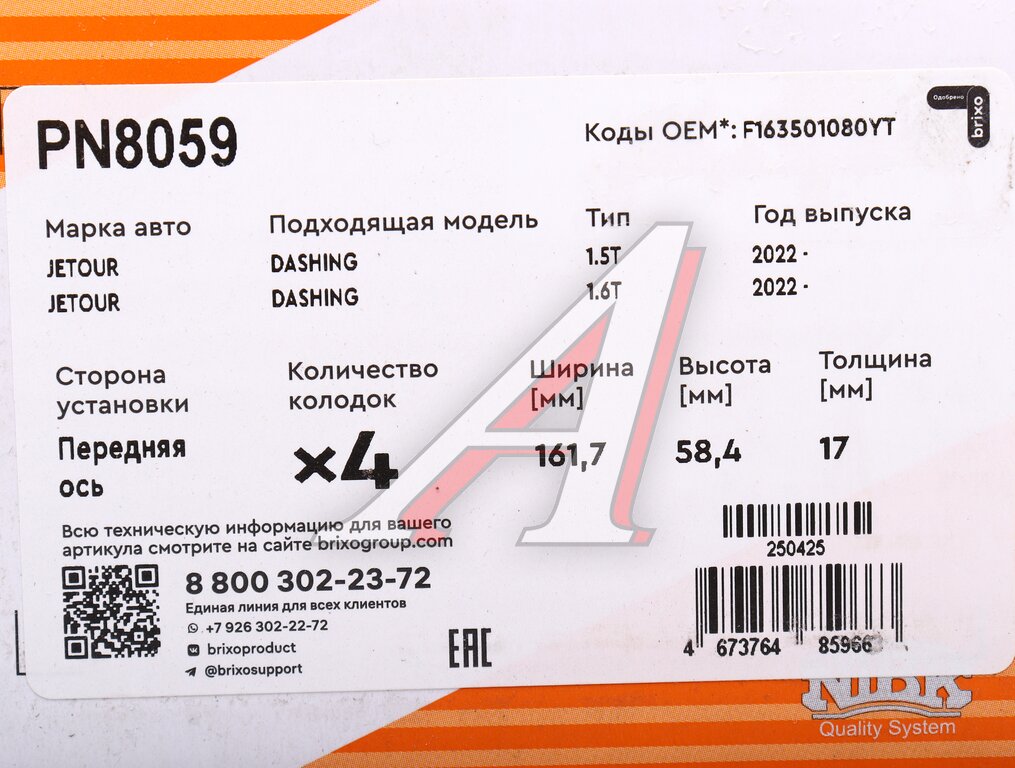 PN8059
Коды OEM*: F163501080YT
Одобрено
brixo
Марка авто Подходящая модель Тип Год выпуска
JETOUR DASHING 1.5T 2022 -
JETOUR DASHING 1.6T 2022 -
Сторона установки
Количество колодок
Ширина [мм]
Высота [мм]
Толщина [мм]
Передняя ось
×4
161,7
58,4
17
Всю техническую информацию для вашего
артикула смотрите на сайте brixogroup.com
8 800 302-23-72
Единая линия для всех клиентов
+7 926 302-22-72
brixoproduct
@brixosupport
EAC
250425
4 673764 85966
NIBK
Quality System